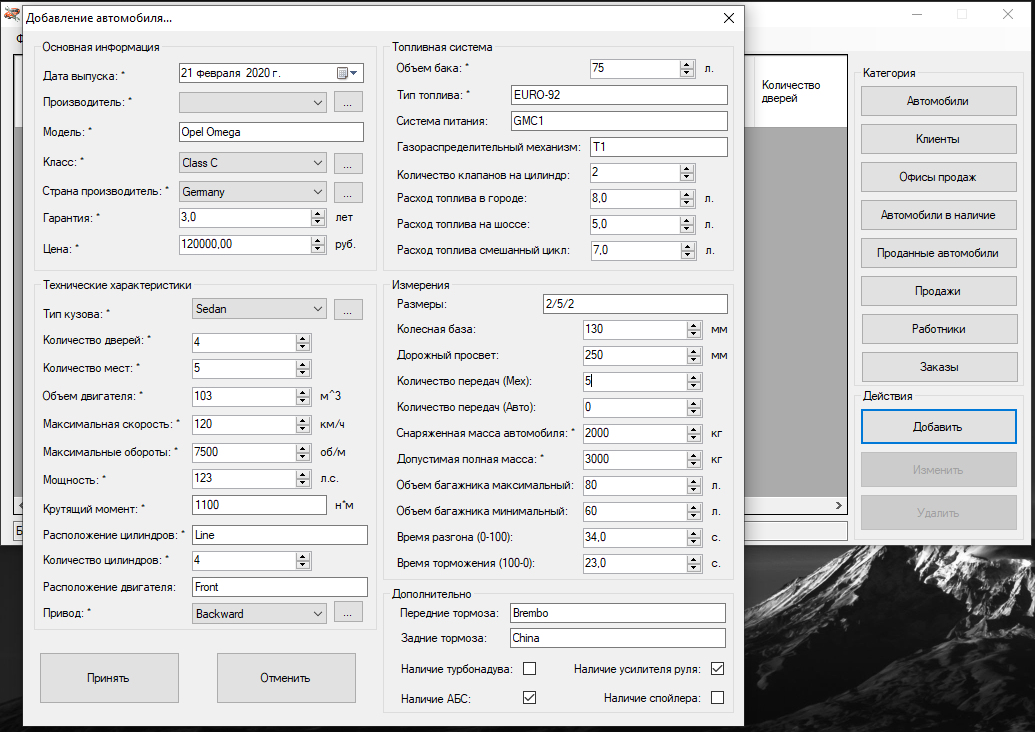 Добавление автомобиля...
Ф
Основная информация
Дата выпуска: *
21 февраля 2020 г.
Производитель: *
...
Модель: *
Opel Omega
Класс: *
Class C
...
Страна производитель: *
Germany
...
Гарантия: *
3,0
лет
Цена: *
120000,00
руб.
Технические характеристики
Тип кузова: *
Sedan
...
Количество дверей: *
4
Количество мест: *
5
Объем двигателя: *
103
м^3
Максимальная скорость: *
120
км/ч
Максимальные обороты: *
7500
об/м
Мощность: *
123
л.с.
Крутящий момент: *
1100
н*м
Расположение цилиндров: *
Line
Количество цилиндров: *
4
Расположение двигателя:
Front
Привод: *
Backward
...
Принять
Отменить
Топливная система
Объем бака: *
75
л.
Тип топлива: *
EURO-92
Система питания:
GMC1
Газораспределительный механизм:
T1
Количество клапанов на цилиндр:
2
Расход топлива в городе:
8,0
л.
Расход топлива на шоссе:
5,0
л.
Расход топлива смешанный цикл:
7,0
л.
Измерения
Размеры:
2/5/2
Колесная база:
130
мм
Дорожный просвет:
250
мм
Количество передач (Мех):
5
Количество передач (Авто):
0
Снаряженная масса автомобиля: *
2000
кг
Допустимая полная масса: *
3000
кг
Объем багажника максимальный:
80
л.
Объем багажника минимальный:
60
л.
Время разгона (0-100):
34,0
с.
Время торможения (100-0):
23,0
с.
Дополнительно
Передние тормоза:
Brembo
Задние тормоза:
China
Наличие турбонадува:
Наличие усилителя руля:
Наличие АБС:
Наличие спойлера:
Количество
дверей
Категория
Автомобили
Клиенты
Офисы продаж
Автомобили в наличие
Проданные автомобили
Продажи
Работники
Заказы
Действия
Добавить
Изменить
Удалить
Б